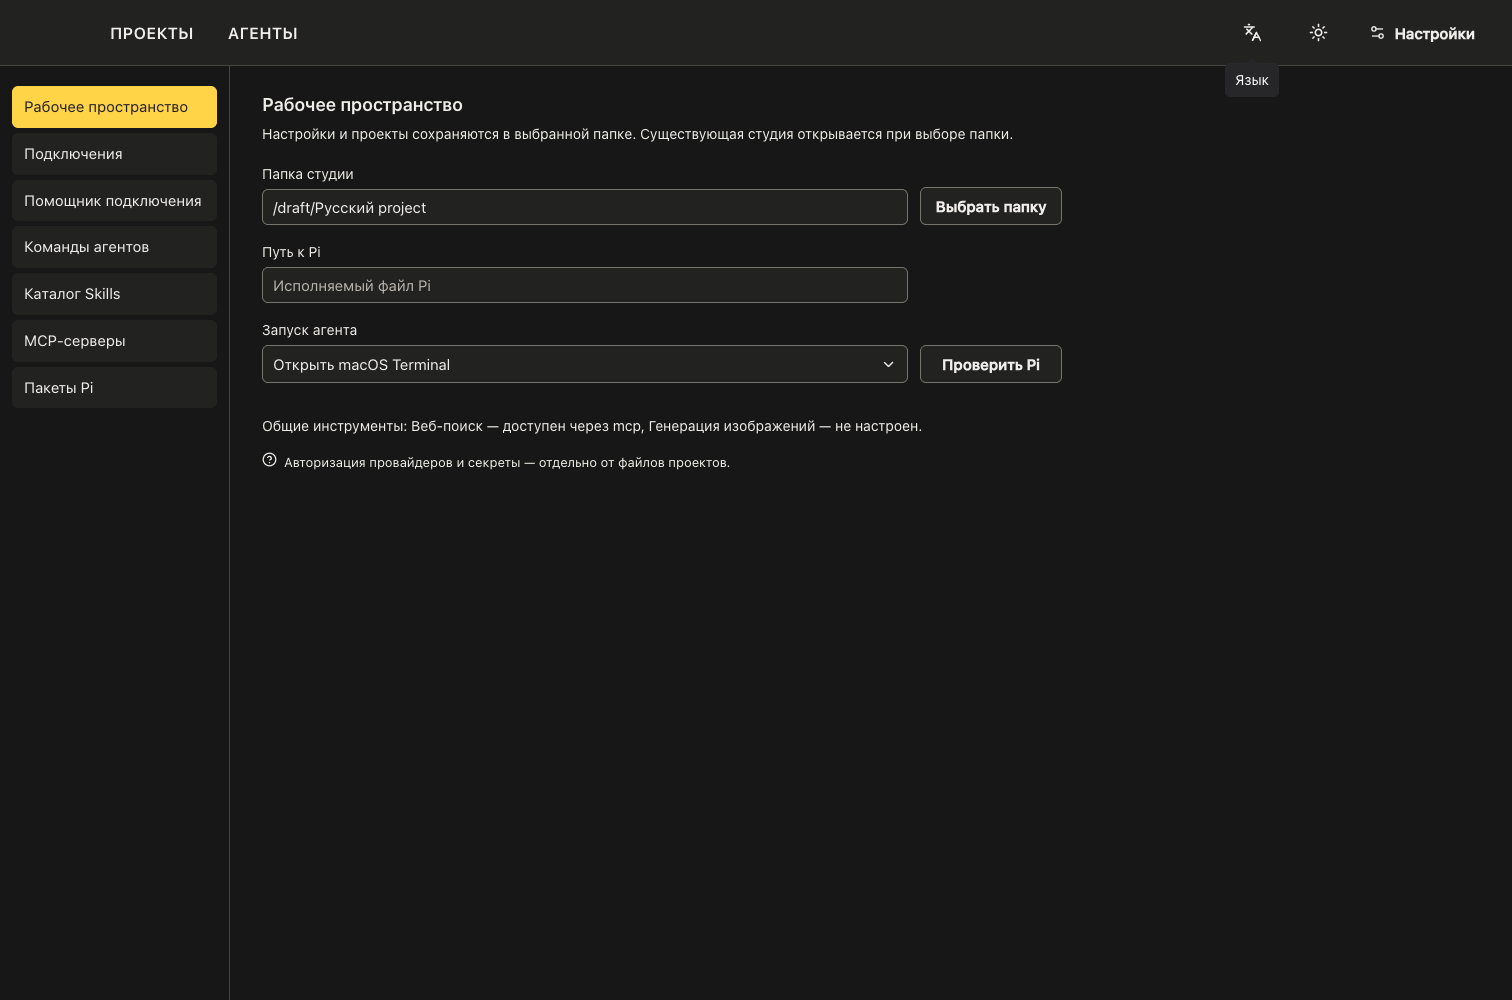 ПРОЕКТЫ АГЕНТЫ Настройки
Язык
Рабочее пространство
Подключения
Помощник подключения
Команды агентов
Каталог Skills
MCP-серверы
Пакеты Pi
Рабочее пространство
Настройки и проекты сохраняются в выбранной папке. Существующая студия открывается при выборе папки.
Папка студии
/draft/Русский project Выбрать папку
Путь к Pi
Исполняемый файл Pi
Запуск агента
Открыть macOS Terminal Проверить Pi
Общие инструменты: Веб-поиск — доступен через mcp, Генерация изображений — не настроен.
Авторизация провайдеров и секреты — отдельно от файлов проектов.